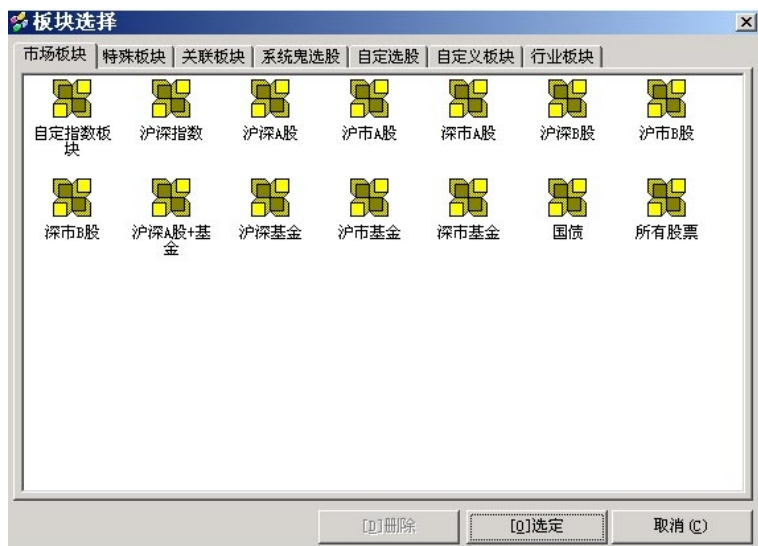 板块选择
市场板块 特殊板块 关联板块 系统鬼选股 自定选股 自定义板块 行业板块
自定指数板块 沪深指数 沪深A股 沪市A股 深市A股 沪深B股 沪市B股
深市B股 沪深A股+基金 沪深基金 沪市基金 深市基金 国债 所有股票
[D]删除 [O]选定 取消(C)